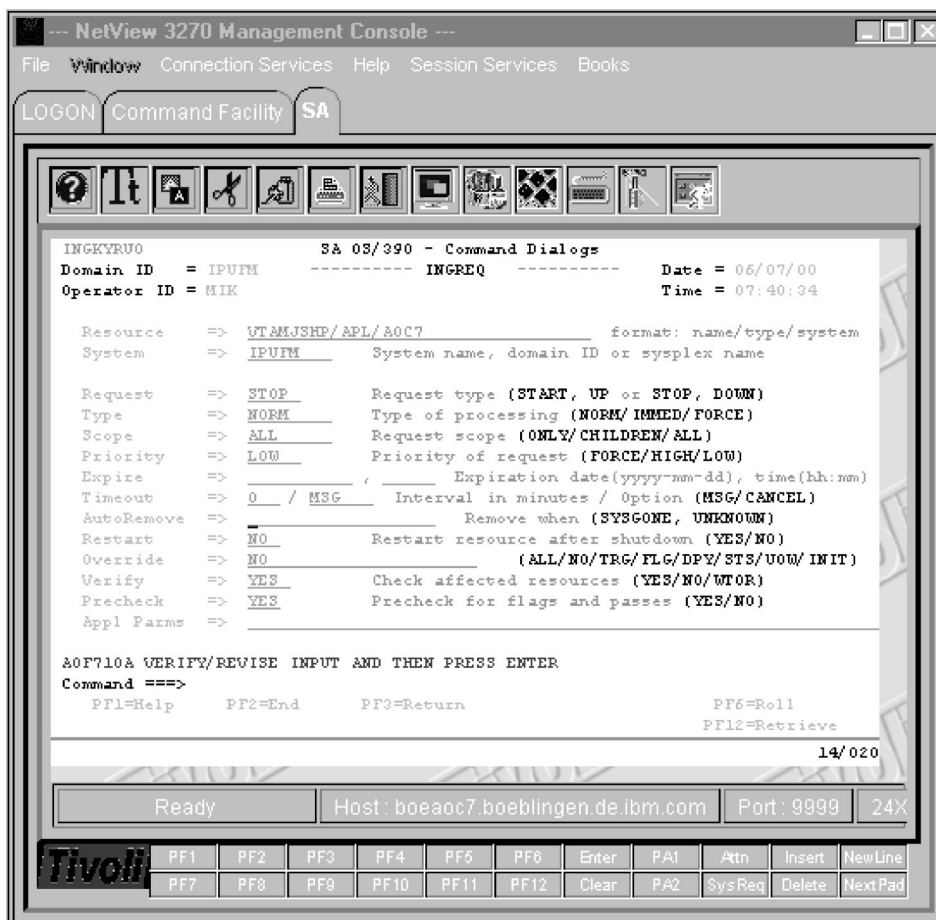 --- NetView 3270 Management Console ---
File Window Connection Services Help Session Services Books
LOGON Command Facility SA
INGKYRU0 SA OS/390 - Command Dialogs
Domain ID = IPUFM ---------- INGREQ ---------- Date = 06/07/00
Operator ID = MIK Time = 07:40:34
Resource => VTAMJSHP/APL/AOC7 format: name/type/system
System => IPUFM System name, domain ID or sysplex name
Request => STOP Request type (START, UP or STOP, DOWN)
Type => NORM Type of processing (NORM/IMMED/FORCE)
Scope => ALL Request scope (ONLY/CHILDREN/ALL)
Priority => LOW Priority of request (FORCE/HIGH/LOW)
Expire => , Expiration date(yyyy-mm-dd), time(hh:mm)
Timeout => 0 / MSG Interval in minutes / Option (MSG/CANCEL)
AutoRemove => Remove when (SYSGONE, UNKNOWN)
Restart => NO Restart resource after shutdown (YES/NO)
Override => NO (ALL/NO/TRG/FLG/DPY/STS/UOW/INIT)
Verify => YES Check affected resources (YES/NO/WTOR)
Precheck => YES Precheck for flags and passes (YES/NO)
Appl Parms =>
AOF710A VERIFY/REVISE INPUT AND THEN PRESS ENTER
Command ===>
PF1=Help PF2=End PF3=Return PF6=Roll
PF12=Retrieve
14/020
Ready Host: boeaoc7.boeblingen.de.ibm.com Port: 9999 24X
Tivoli PF1 PF2 PF3 PF4 PF5 PF6 Enter PA1 Attn Insert NewLine
PF7 PF8 PF9 PF10 PF11 PF12 Clear PA2 SysReq Delete NextPad